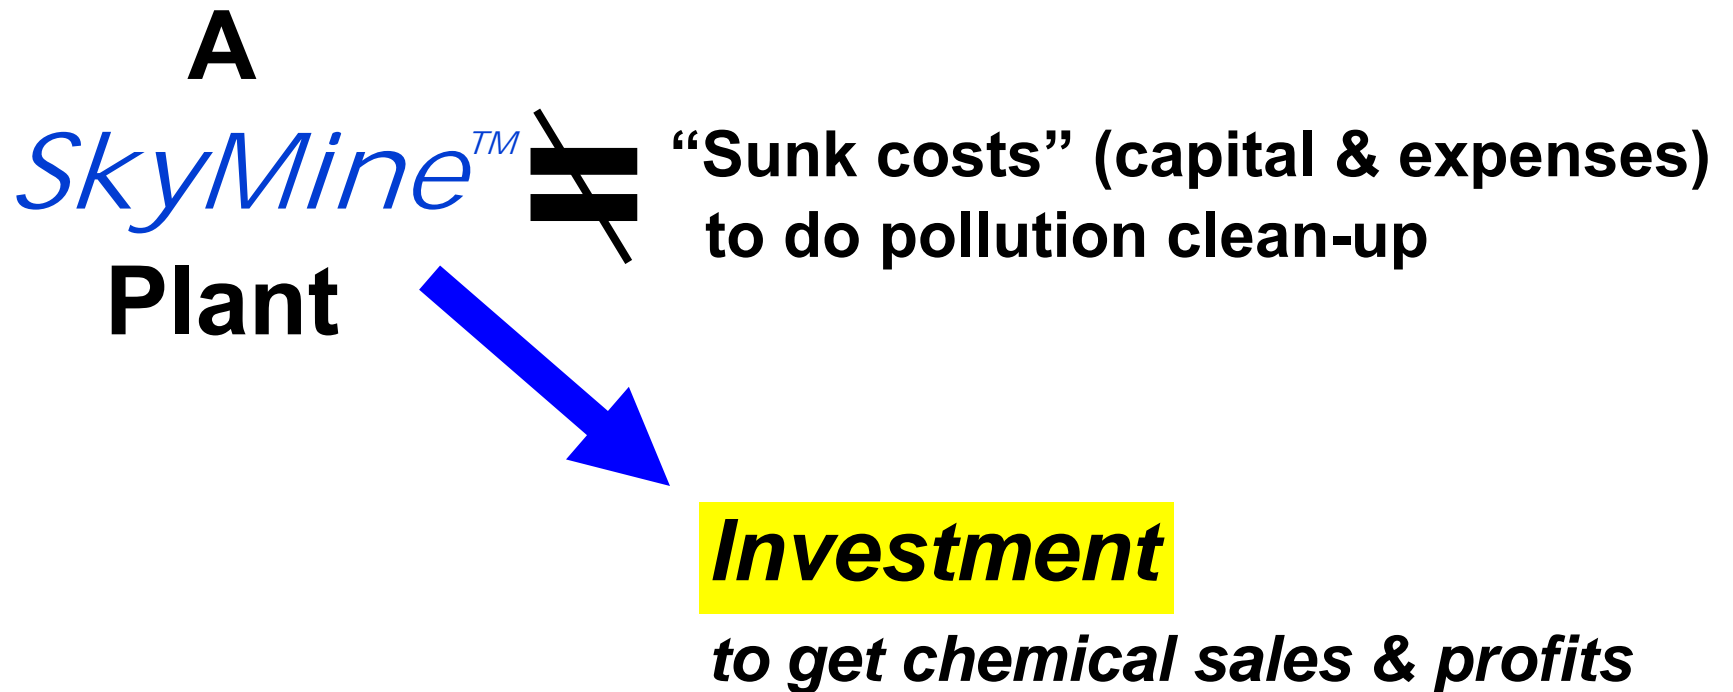 A
SkyMine™
Plant
≠
“Sunk costs” (capital & expenses)
to do pollution clean-up
Investment
to get chemical sales & profits